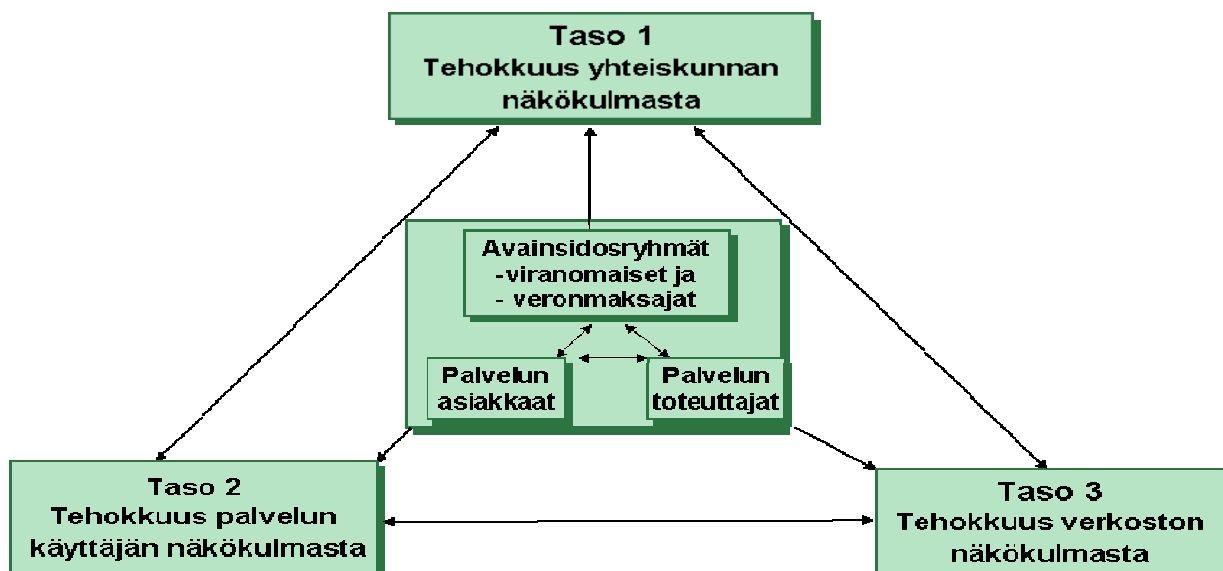 Taso 1
Tehokkuus yhteiskunnan
näkökulmasta
Avainsidosryhmät
-viranomaiset ja
- veronmaksajat
Palvelun
asiakkaat
Palvelun
toteuttajat
Taso 2
Tehokkuus palvelun
käyttäjän näkökulmasta
Taso 3
Tehokkuus verkoston
näkökulmasta